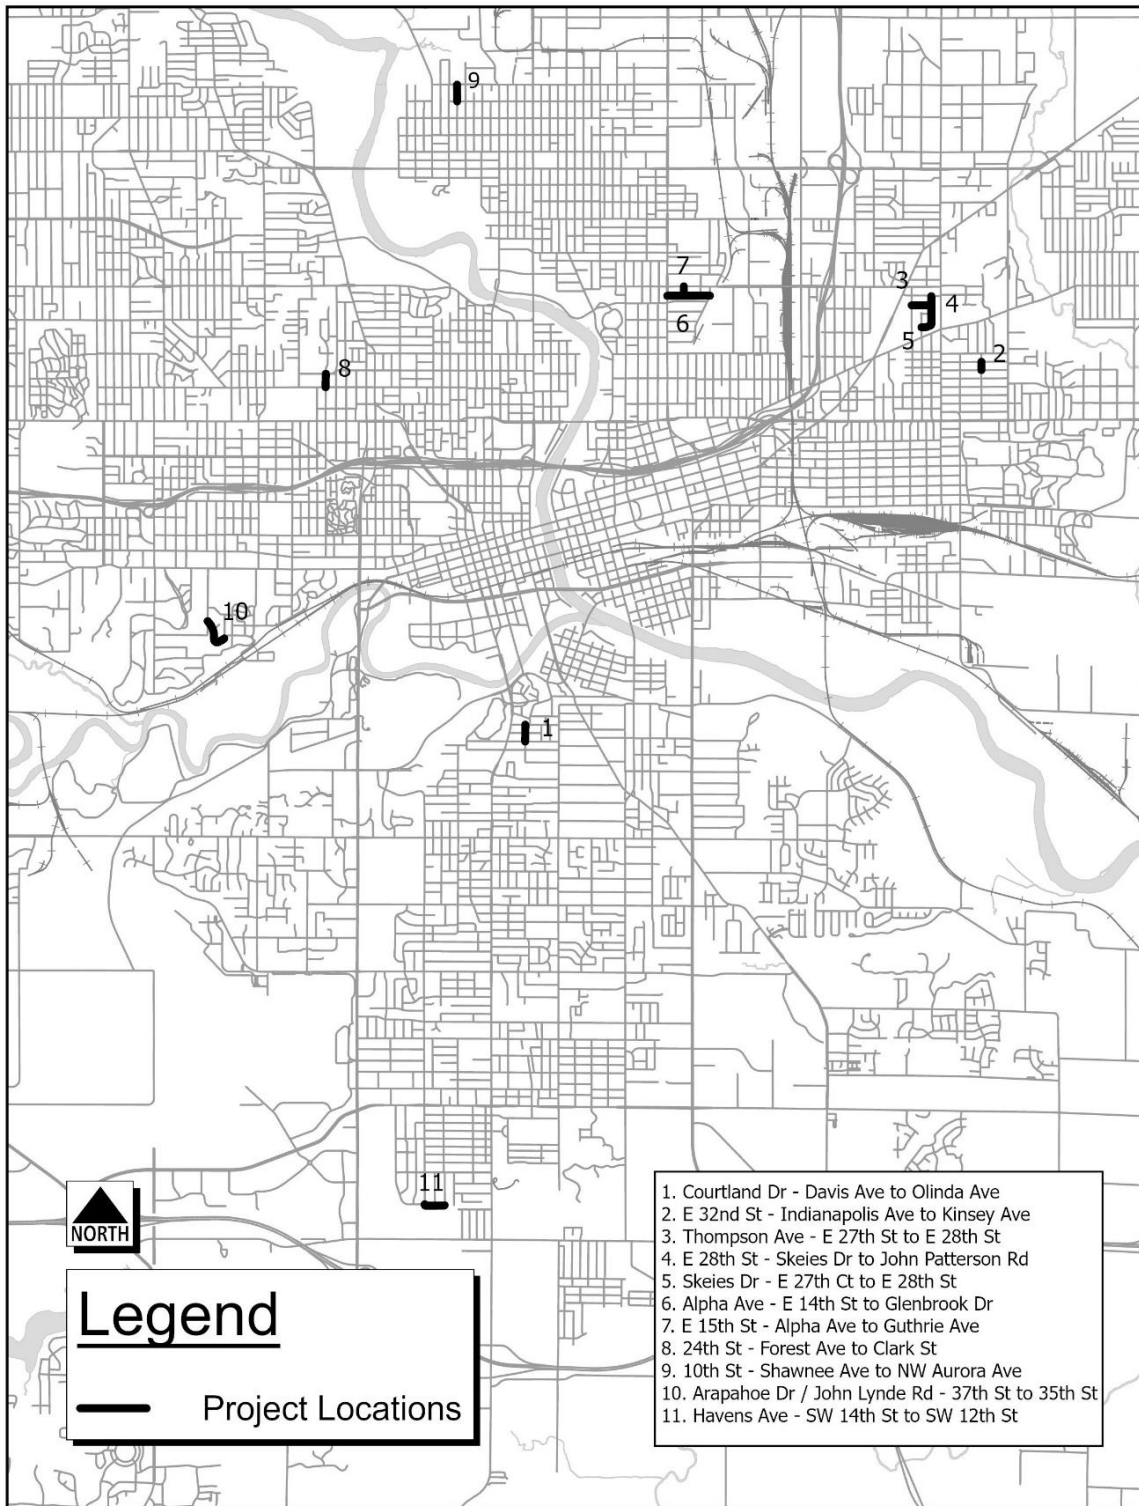 9
7
3
4
6
5
2
8
10
1
11
NORTH
Legend
Project Locations
1. Courtland Dr - Davis Ave to Olinda Ave
2. E 32nd St - Indianapolis Ave to Kinsey Ave
3. Thompson Ave - E 27th St to E 28th St
4. E 28th St - Skeies Dr to John Patterson Rd
5. Skeies Dr - E 27th Ct to E 28th St
6. Alpha Ave - E 14th St to Glenbrook Dr
7. E 15th St - Alpha Ave to Guthrie Ave
8. 24th St - Forest Ave to Clark St
9. 10th St - Shawnee Ave to NW Aurora Ave
10. Arapahoe Dr / John Lynde Rd - 37th St to 35th St
11. Havens Ave - SW 14th St to SW 12th St